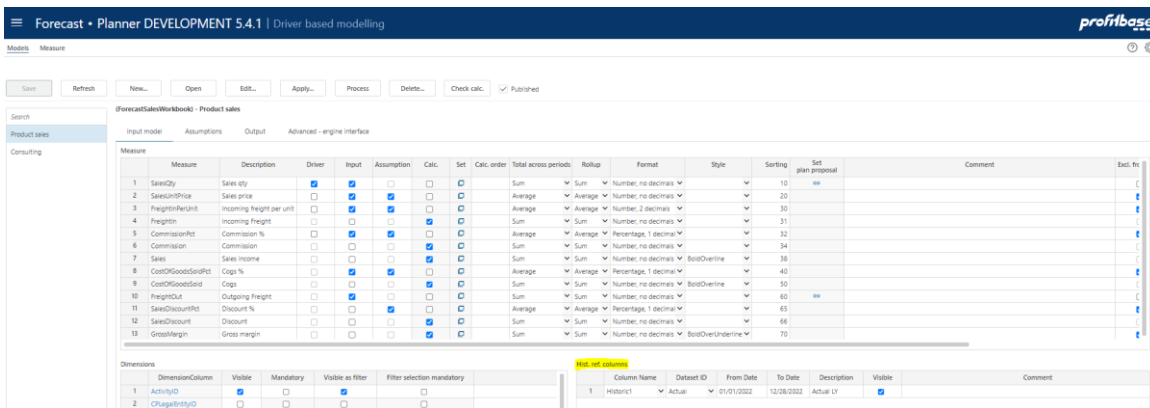 Forecast • Planner DEVELOPMENT 5.4.1 | Driver based modelling
profitbase
Models Measure
Save Refresh New... Open Edit... Apply... Process Delete... Check calc. Published
Search
Product sales
Consulting
(ForecastSalesWorkbook) - Product sales
Input model Assumptions Output Advanced - engine interface
Measure
Measure Description Driver Input Assumption Calc. Set Calc. order Total across periods Rollup Format Style Sorting Set plan proposal Comment Excl. frc
1 SalesQty Sales qty Sum Sum Number, no decimals 10
2 SalesUnitPrice Sales price Average Average Number, no decimals 20
3 FreightInPerUnit Incoming freight per unit Average Average Number, 2 decimals 30
4 FreightIn Incoming Freight Sum Sum Number, no decimals 31
5 CommissionPct Commission % Average Average Percentage, 1 decimal 32
6 Commission Commission Sum Sum Number, no decimals 34
7 Sales Sales income Sum Sum Number, no decimals BoldOverline 38
8 CostOfGoodsSoldPct Cogs % Average Average Percentage, 1 decimal 40
9 CostOfGoodsSold Cogs Sum Sum Number, no decimals BoldOverline 50
10 FreightOut Outgoing Freight Sum Sum Number, no decimals 60
11 SalesDiscountPct Discount % Average Average Percentage, 1 decimal 65
12 SalesDiscount Discount Sum Sum Number, no decimals 66
13 GrossMargin Gross margin Sum Sum Number, no decimals BoldOverUnderline 70
Dimensions
DimensionColumn Visible Mandatory Visible as filter Filter selection mandatory
1 ActivityID
2 CPLegalEntityID
Hist. ref. columns
Column Name Dataset ID From Date To Date Description Visible Comment
1 Historic1 Actual 01/01/2022 12/28/2022 Actual LY